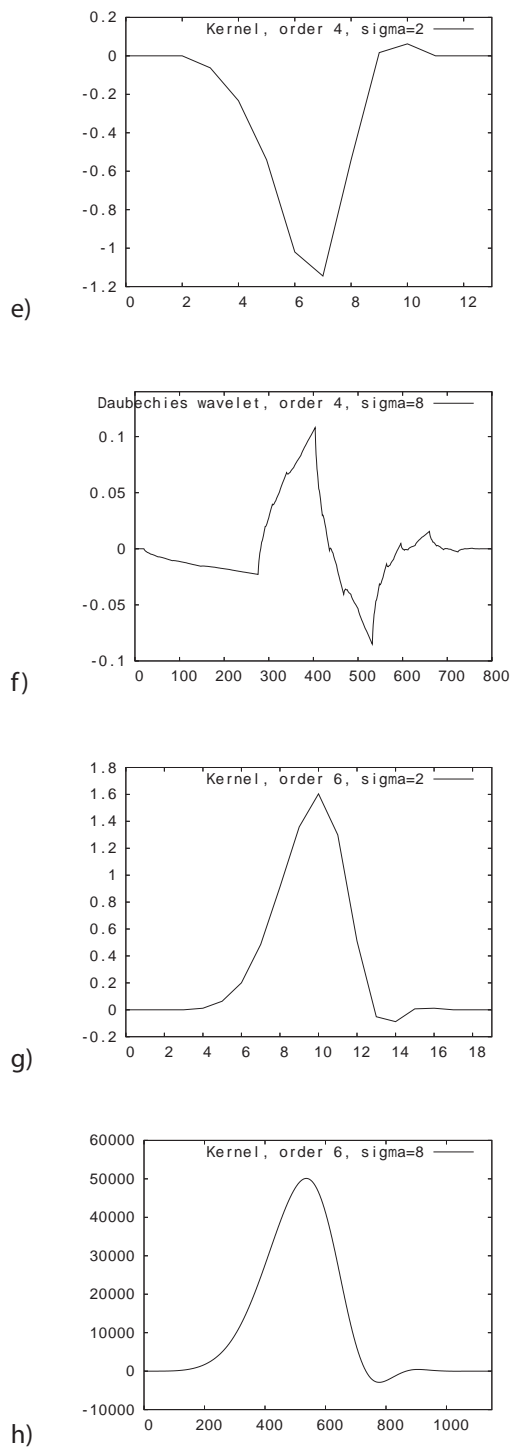 0.2
Kernel, order 4, sigma=2
0
-0.2
-0.4
-0.6
-0.8
-1
-1.2
0 2 4 6 8 10 12
e)
Daubechies wavelet, order 4, sigma=8
0.1
0.05
0
-0.05
-0.1
0 100 200 300 400 500 600 700 800
f)
1.8
Kernel, order 6, sigma=2
1.6
1.4
1.2
1
0.8
0.6
0.4
0.2
0
-0.2
0 2 4 6 8 10 12 14 16 18
g)
60000
Kernel, order 6, sigma=8
50000
40000
30000
20000
10000
0
-10000
0 200 400 600 800 1000
h)